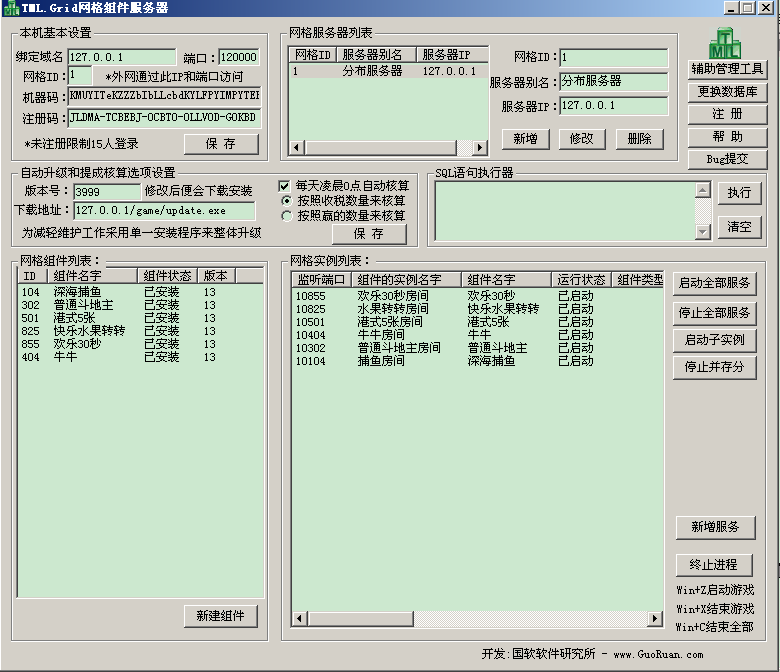 TML.Grid网格组件服务器
本机基本设置
绑定域名 127.0.0.1 端口: 120000
网格ID: 1 *外网通过此IP和端口访问
机器码: KMUYITeKZZZbIbLLcbdKYLFPYIMPYTEI
注册码: JLDMA-TCBEBJ-OCBTO-OLLVOD-GOKBD
*未注册限制15人登录 保 存
网格服务器列表
网格ID 服务器别名 服务器IP
1 分布服务器 127.0.0.1
网格ID: 1
服务器别名: 分布服务器
服务器IP: 127.0.0.1
新增 修改 删除
TML
辅助管理工具
更换数据库
注 册
帮 助
Bug提交
自动升级和提成核算选项设置
版本号: 3999 修改后便会下载安装
下载地址: 127.0.0.1/game/update.exe
为减轻维护工作采用单一安装程序来整体升级
每天凌晨0点自动核算
按照收税数量来核算
按照赢的数量来核算
保 存
SQL语句执行器
执行
清空
网格组件列表:
ID 组件名字 组件状态 版本
104 深海捕鱼 已安装 13
302 普通斗地主 已安装 13
501 港式5张 已安装 13
825 快乐水果转转 已安装 13
855 欢乐30秒 已安装 13
404 牛牛 已安装 13
新建组件
网格实例列表:
监听端口 组件的实例名字 组件名字 运行状态 组件类型
10855 欢乐30秒房间 欢乐30秒 已启动
10825 水果转转房间 快乐水果转转 已启动
10501 港式5张房间 港式5张 已启动
10404 牛牛房间 牛牛 已启动
10302 普通斗地主房间 普通斗地主 已启动
10104 捕鱼房间 深海捕鱼 已启动
启动全部服务
停止全部服务
启动子实例
停止并存分
新增服务
终止进程
Win+Z启动游戏
Win+X结束游戏
Win+C结束全部
开发:国软软件研究所 - www.GuoRuan.com